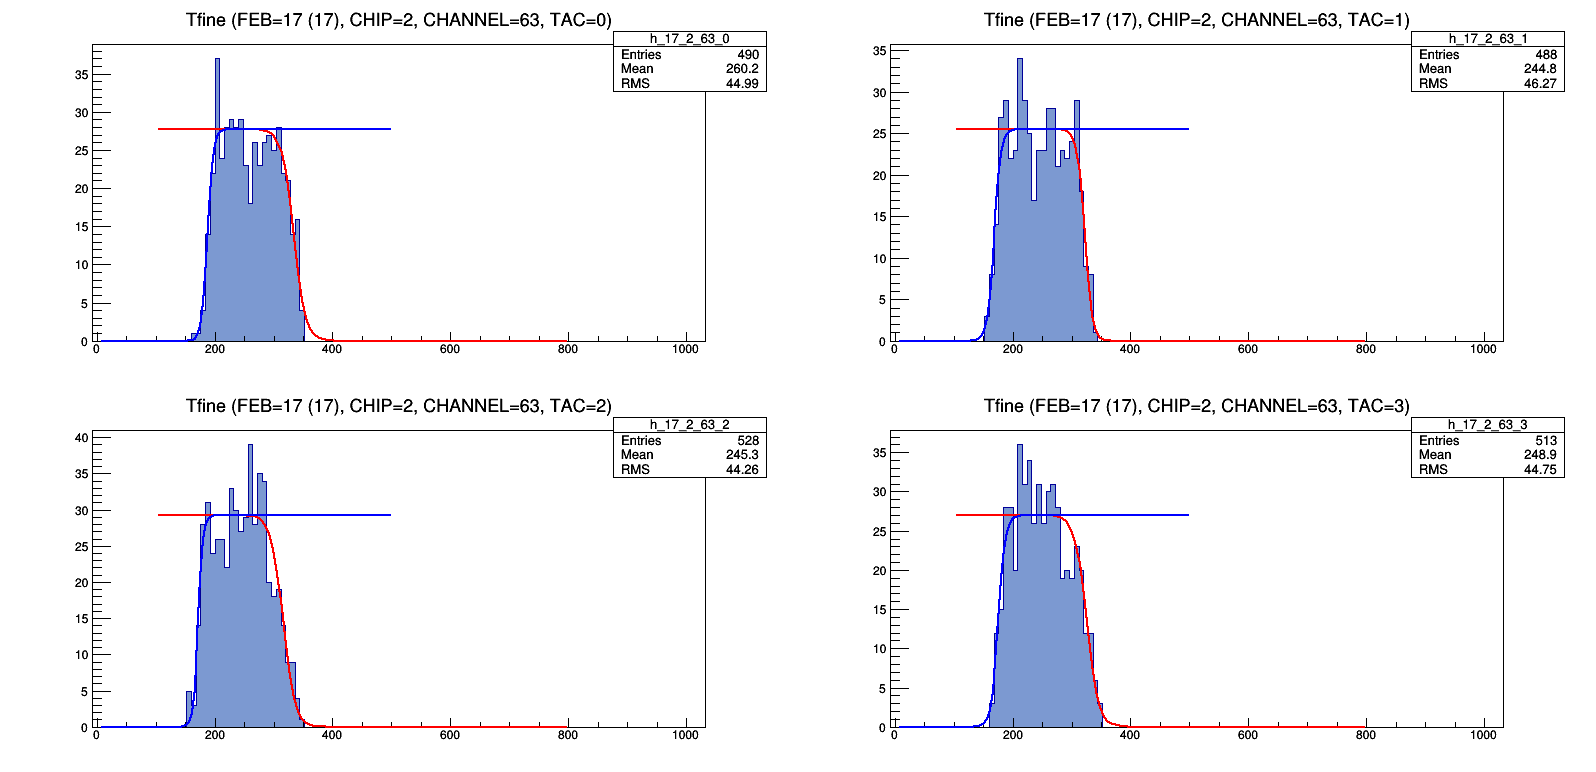 Tfine (FEB=17 (17), CHIP=2, CHANNEL=63, TAC=0)
h_17_2_63_0
Entries 490
Mean 260.2
RMS 44.99
35
30
25
20
15
10
5
0
0 200 400 600 800 1000
Tfine (FEB=17 (17), CHIP=2, CHANNEL=63, TAC=1)
h_17_2_63_1
Entries 488
Mean 244.8
RMS 46.27
35
30
25
20
15
10
5
0
0 200 400 600 800 1000
Tfine (FEB=17 (17), CHIP=2, CHANNEL=63, TAC=2)
h_17_2_63_2
Entries 528
Mean 245.3
RMS 44.26
40
35
30
25
20
15
10
5
0
0 200 400 600 800 1000
Tfine (FEB=17 (17), CHIP=2, CHANNEL=63, TAC=3)
h_17_2_63_3
Entries 513
Mean 248.9
RMS 44.75
35
30
25
20
15
10
5
0
0 200 400 600 800 1000